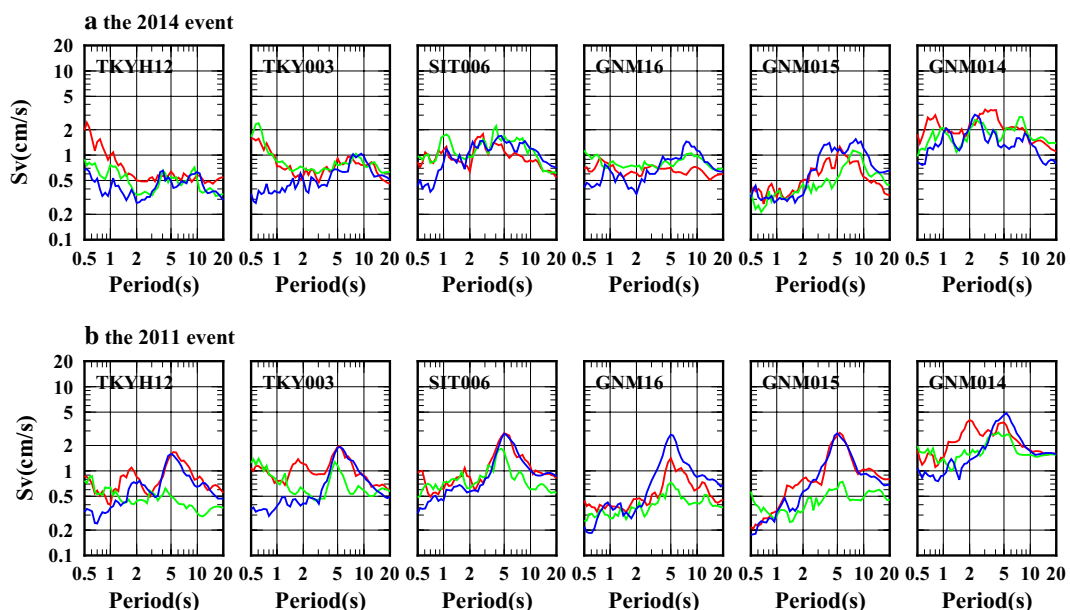 a the 2014 event
TKYH12 TKY003 SIT006 GNM16 GNM015 GNM014
20
10
5
2
1
0.5
0.2
0.1
Sv(cm/s)
0.5 1 2 5 10 20 0.5 1 2 5 10 20 0.5 1 2 5 10 20 0.5 1 2 5 10 20 0.5 1 2 5 10 20 0.5 1 2 5 10 20
Period(s) Period(s) Period(s) Period(s) Period(s) Period(s)
b the 2011 event
TKYH12 TKY003 SIT006 GNM16 GNM015 GNM014
20
10
5
2
1
0.5
0.2
0.1
Sv(cm/s)
0.5 1 2 5 10 20 0.5 1 2 5 10 20 0.5 1 2 5 10 20 0.5 1 2 5 10 20 0.5 1 2 5 10 20 0.5 1 2 5 10 20
Period(s) Period(s) Period(s) Period(s) Period(s) Period(s)